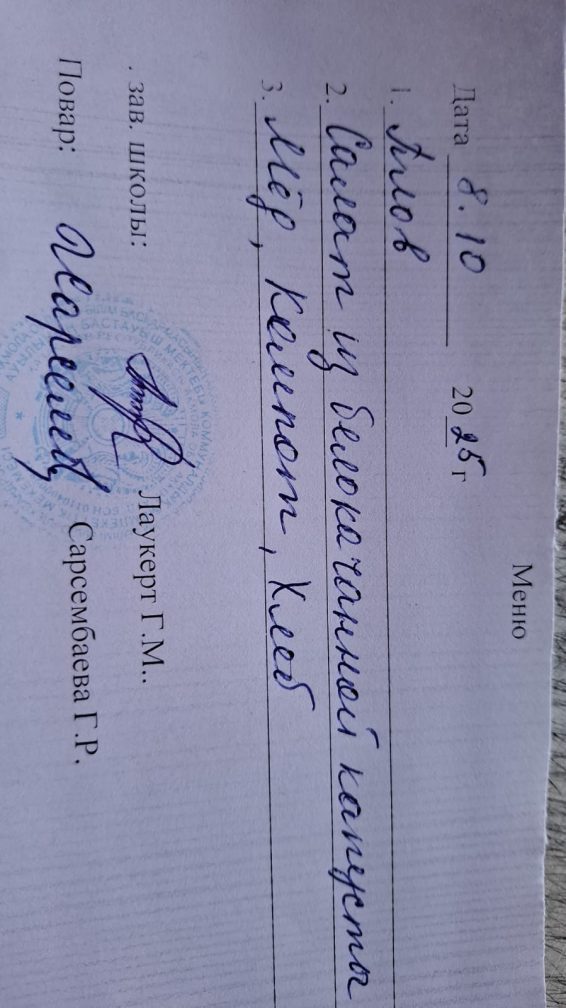 Меню
Дата 8.10 2025 г
1. Плов
2. Салат из белокачанной капусты
3. Мёд, Компот, Хлеб
. зав. школы: Лаукерт Г.М..
Повар: Сарсембаева Г.Р.